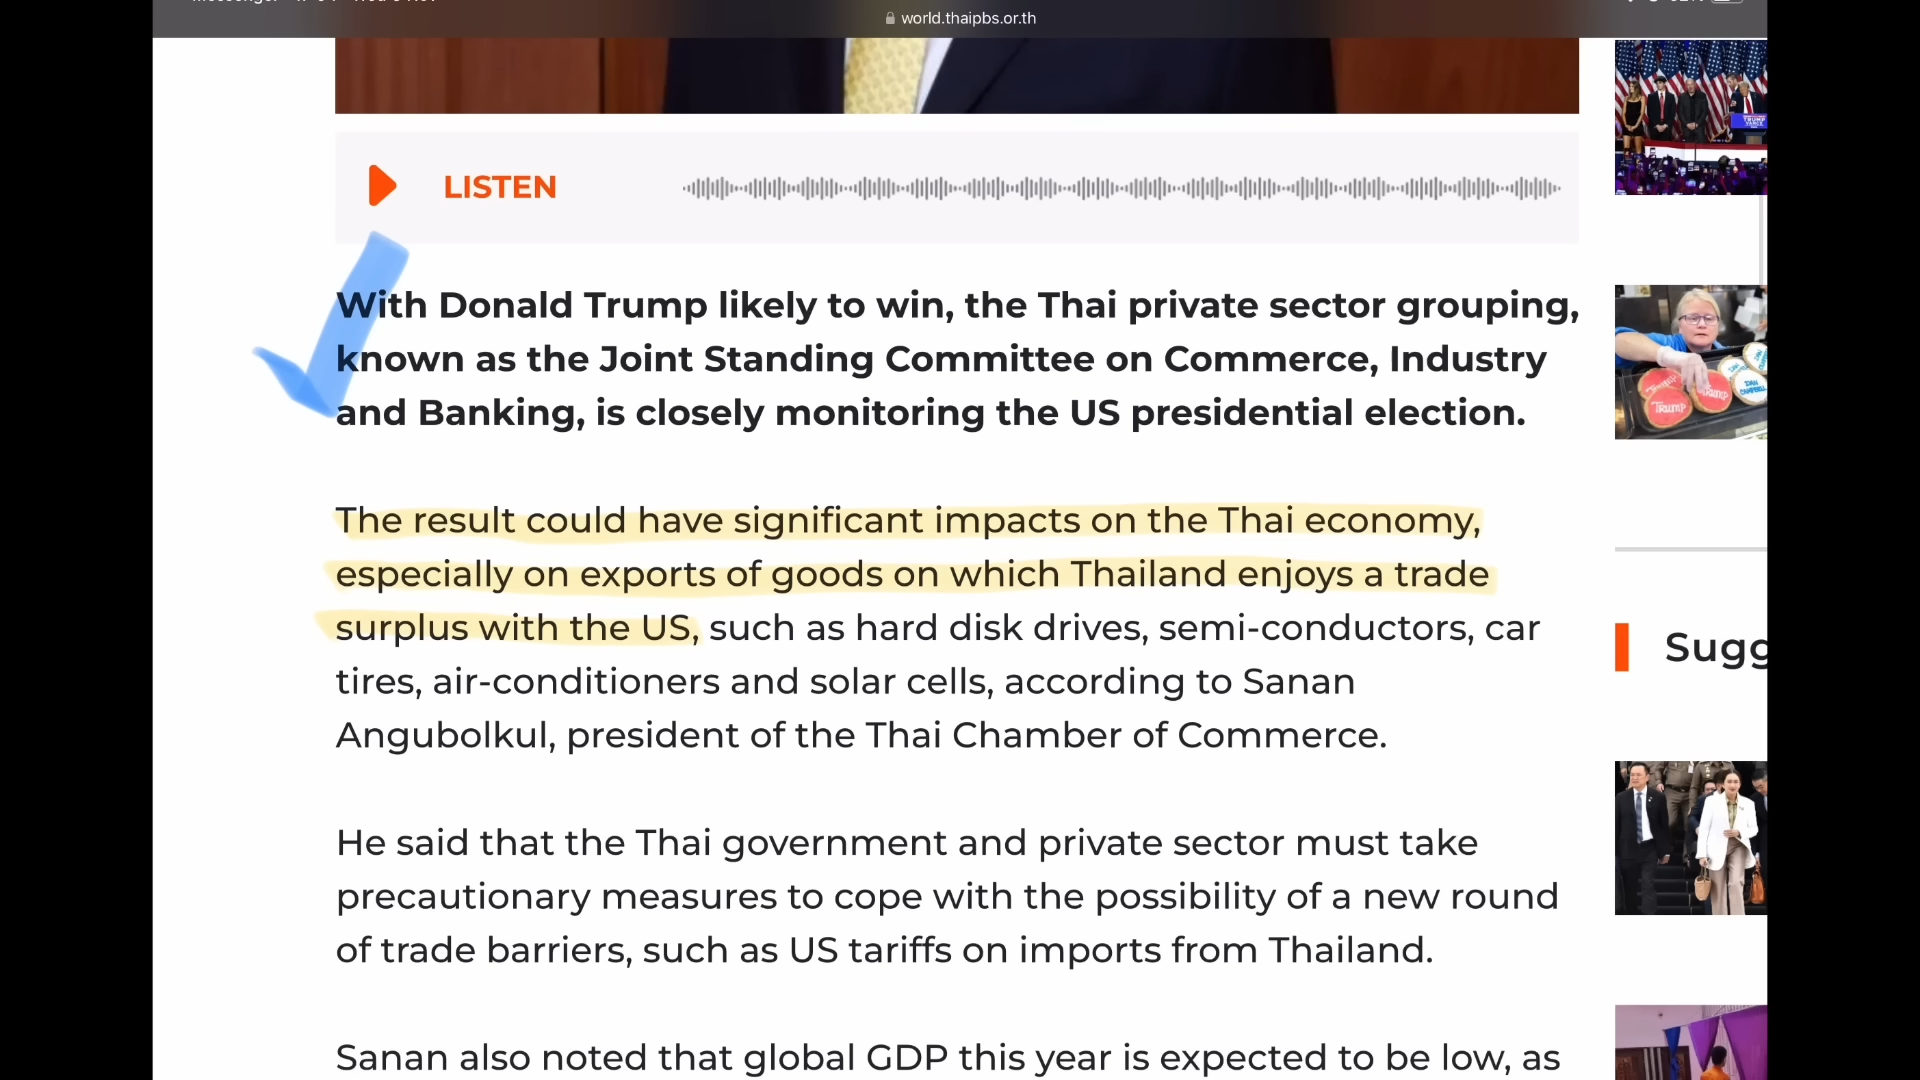 world.thaipbs.or.th
LISTEN
With Donald Trump likely to win, the Thai private sector grouping,
known as the Joint Standing Committee on Commerce, Industry
and Banking, is closely monitoring the US presidential election.
The result could have significant impacts on the Thai economy,
especially on exports of goods on which Thailand enjoys a trade
surplus with the US, such as hard disk drives, semi-conductors, car
tires, air-conditioners and solar cells, according to Sanan
Angubolkul, president of the Thai Chamber of Commerce.
He said that the Thai government and private sector must take
precautionary measures to cope with the possibility of a new round
of trade barriers, such as US tariffs on imports from Thailand.
Sanan also noted that global GDP this year is expected to be low, as
TRUMP
Trump
Trump
DAN
CAMPBELL
Sugg